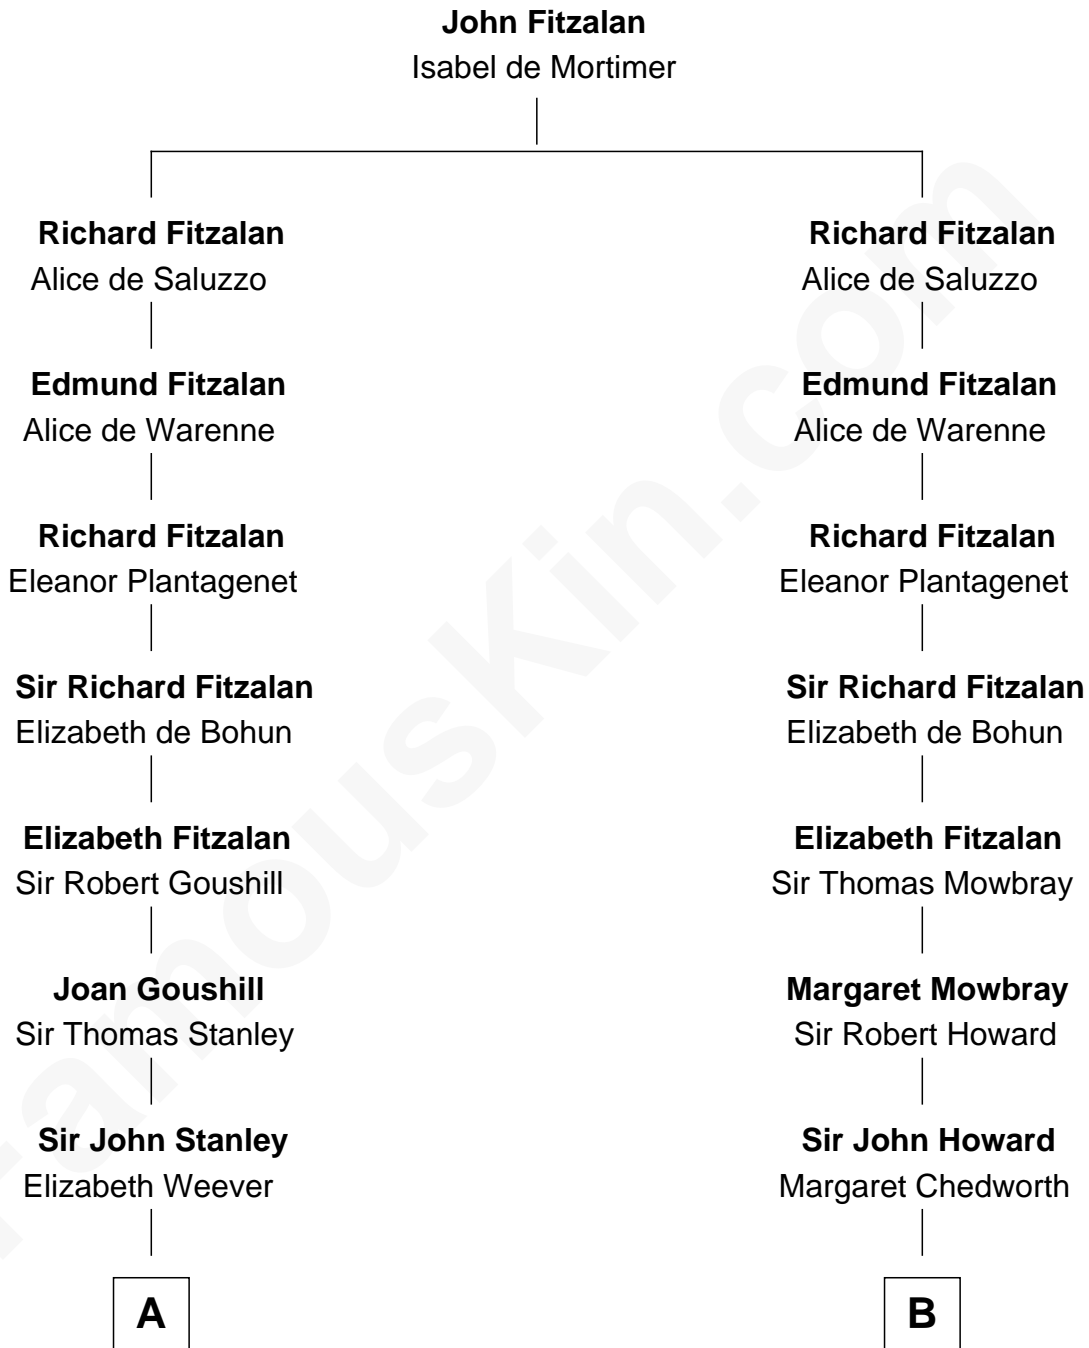 John Fitzalan
Isabel de Mortimer
Richard Fitzalan
Alice de Saluzzo
Richard Fitzalan
Alice de Saluzzo
Edmund Fitzalan
Alice de Warenne
Edmund Fitzalan
Alice de Warenne
Richard Fitzalan
Eleanor Plantagenet
Richard Fitzalan
Eleanor Plantagenet
Sir Richard Fitzalan
Elizabeth de Bohun
Sir Richard Fitzalan
Elizabeth de Bohun
Elizabeth Fitzalan
Sir Robert Goushill
Elizabeth Fitzalan
Sir Thomas Mowbray
Joan Goushill
Sir Thomas Stanley
Margaret Mowbray
Sir Robert Howard
Sir John Stanley
Elizabeth Weever
Sir John Howard
Margaret Chedworth
A
B
FamousKin.com